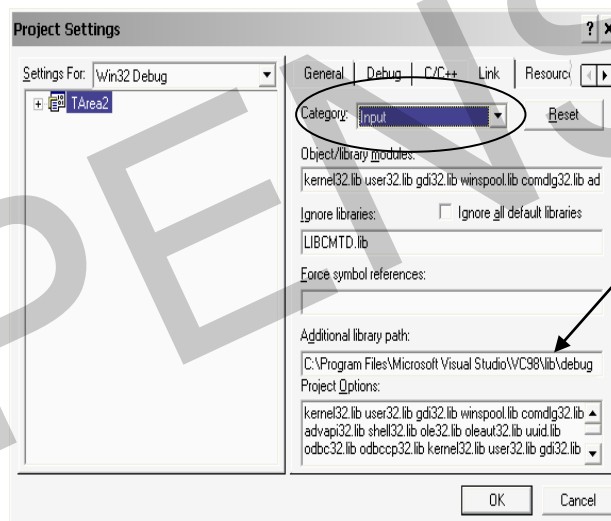 Project Settings
Settings For: Win32 Debug
TArea2
General Debug C/C++ Link
Category: Input Reset
Object/library modules:
kernel32.lib user32.lib gdi32.lib winspool.lib comdlg32.lib ad
Ignore libraries: Ignore all default libraries
LIBCMTD.lib
Force symbol references:
Additional library path:
C:\Program Files\Microsoft Visual Studio\VC98\lib\debug
Project Options:
kernel32.lib user32.lib gdi32.lib winspool.lib comdlg32.lib
advapi32.lib shell32.lib ole32.lib oleaut32.lib uuid.lib
odbc32.lib odbccp32.lib kernel32.lib user32.lib gdi32.lib
OK Cancel